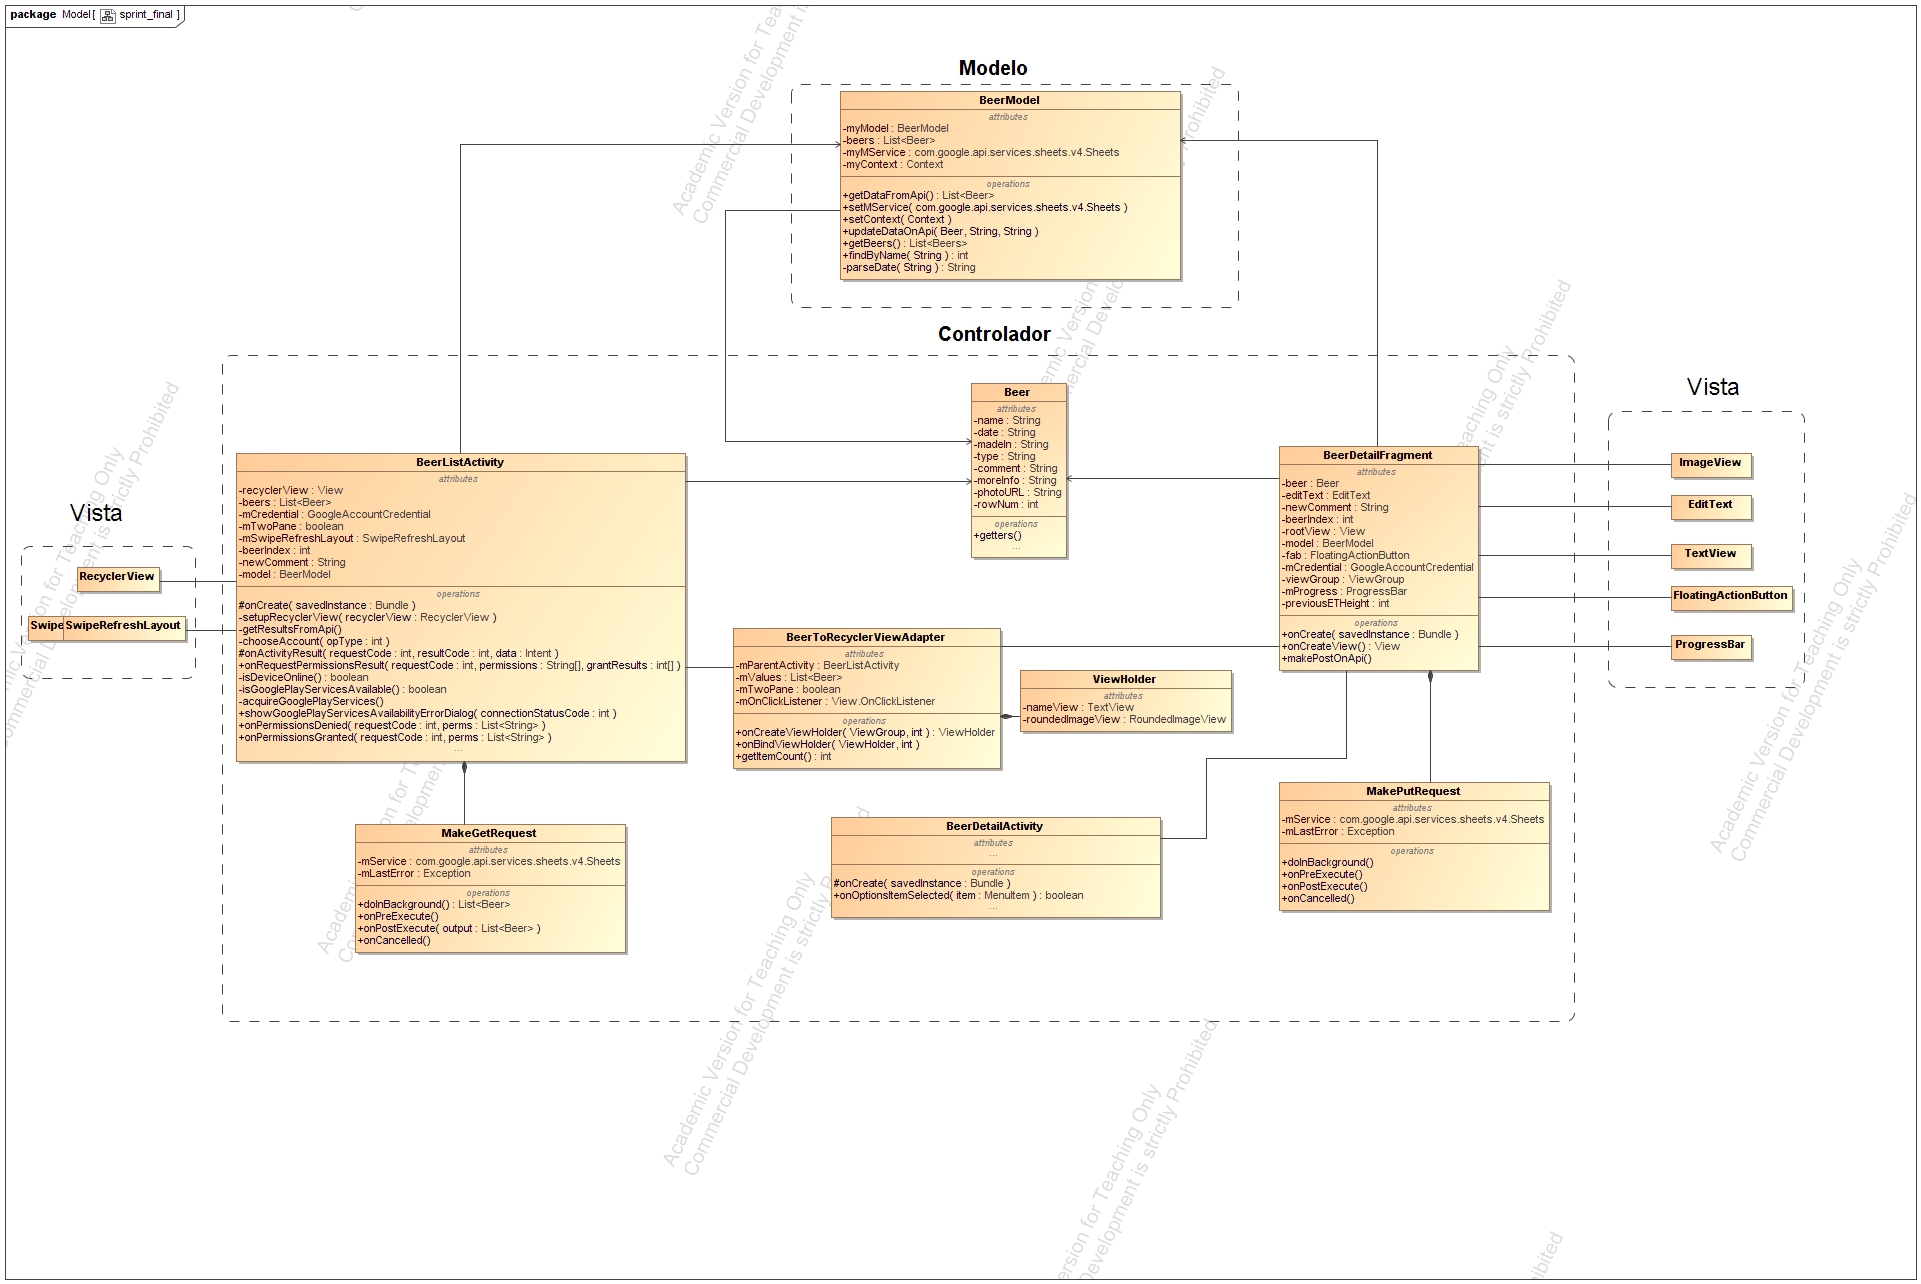 package Model[ sprint_final ]
Modelo
BeerModel
attributes
-myModel : BeerModel
-beers : List<Beer>
-myMService : com.google.api.services.sheets.v4.Sheets
-myContext : Context
operations
+getDataFromApi() : List<Beer>
+setMService( com.google.api.services.sheets.v4.Sheets )
+setContext( Context )
+updateDataOnApi( Beer, String, String )
+getBeers() : List<Beers>
+findByName( String ) : int
-parseDate( String ) : String
Controlador
Beer
attributes
-name : String
-date : String
-madeIn : String
-type : String
-comment : String
-moreInfo : String
-photoURL : String
-rowNum : int
operations
+getters()
...
Vista
RecyclerView
Swipe
SwipeRefreshLayout
BeerListActivity
attributes
-recyclerView : View
-beers : List<Beer>
-mCredential : GoogleAccountCredential
-mTwoPane : boolean
-mSwipeRefreshLayout : SwipeRefreshLayout
-beerIndex : int
-newComment : String
-model : BeerModel
operations
#onCreate( savedInstance : Bundle )
-setupRecyclerView( recyclerView : RecyclerView )
-getResultsFromApi()
-chooseAccount( opType : int )
#onActivityResult( requestCode : int, resultCode : int, data : Intent )
+onRequestPermissionsResult( requestCode : int, permissions : String[], grantResults : int[] )
-isDeviceOnline() : boolean
-isGooglePlayServicesAvailable() : boolean
-acquireGooglePlayServices()
+showGooglePlayServicesAvailabilityErrorDialog( connectionStatusCode : int )
+onPermissionsDenied( requestCode : int, perms : List<String> )
+onPermissionsGranted( requestCode : int, perms : List<String> )
...
BeerToRecyclerViewAdapter
attributes
-mParentActivity : BeerListActivity
-mValues : List<Beer>
-mTwoPane : boolean
-mOnClickListener : View.OnClickListener
operations
+onCreateViewHolder( ViewGroup, int ) : ViewHolder
+onBindViewHolder( ViewHolder, int )
+getItemCount() : int
ViewHolder
attributes
-nameView : TextView
-roundedImageView : RoundedImageView
BeerDetailFragment
attributes
-beer : Beer
-editText : EditText
-newComment : String
-beerIndex : int
-rootView : View
-model : BeerModel
-fab : FloatingActionButton
-mCredential : GoogleAccountCredential
-viewGroup : ViewGroup
-mProgress : ProgressBar
-previousETHeight : int
operations
+onCreate( savedInstance : Bundle )
+onCreateView() : View
+makePostOnApi()
Vista
ImageView
EditText
TextView
FloatingActionButton
ProgressBar
MakeGetRequest
attributes
-mService : com.google.api.services.sheets.v4.Sheets
-mLastError : Exception
operations
+doInBackground() : List<Beer>
+onPreExecute()
+onPostExecute( output : List<Beer> )
+onCancelled()
BeerDetailActivity
attributes
...
operations
#onCreate( savedInstance : Bundle )
+onOptionsItemSelected( item : MenuItem ) : boolean
...
MakePutRequest
attributes
-mService : com.google.api.services.sheets.v4.Sheets
-mLastError : Exception
operations
+doInBackground()
+onPreExecute()
+onPostExecute()
+onCancelled()
Academic Version for Teaching Only
Commercial Development is strictly Prohibited